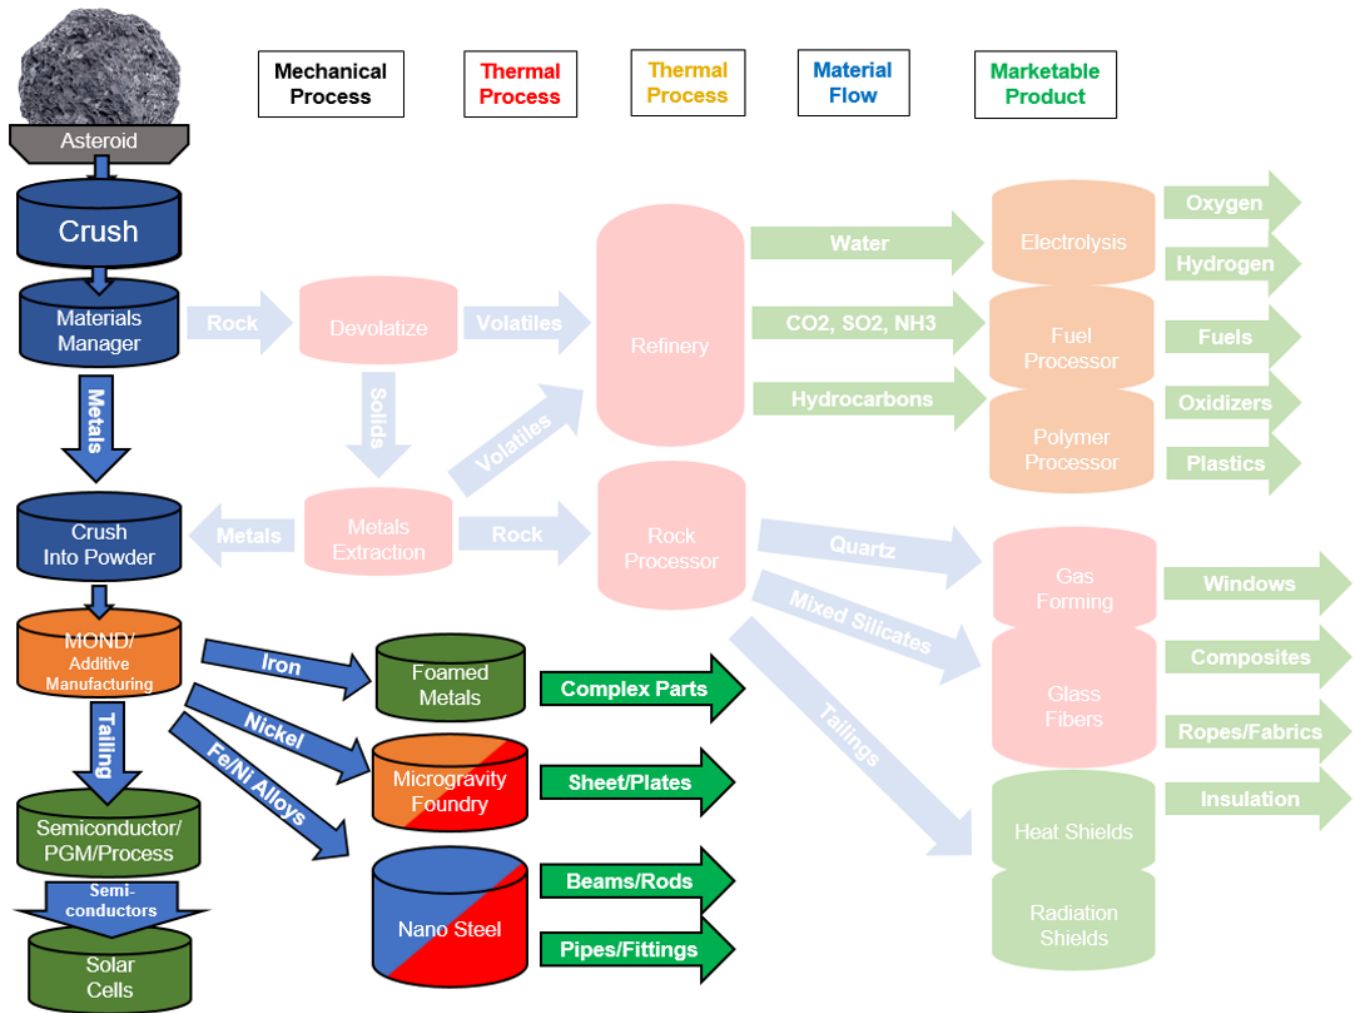 Mechanical
Process
Thermal
Process
Thermal
Process
Material
Flow
Marketable
Product
Asteroid
Crush
Materials
Manager
Rock
Devolatize
Volatiles
Refinery
Water
CO2, SO2, NH3
Hydrocarbons
Electrolysis
Fuel
Processor
Polymer
Processor
Oxygen
Hydrogen
Fuels
Oxidizers
Plastics
Metals
Solids
Volatiles
Crush
Into Powder
Metals
Metals
Extraction
Rock
Rock
Processor
Quartz
Mixed Silicates
Tailings
Gas
Forming
Glass
Fibers
Heat Shields
Radiation
Shields
Windows
Composites
Ropes/Fabrics
Insulation
MOND/
Additive
Manufacturing
Iron
Nickel
Fe/Ni Alloys
Foamed
Metals
Complex Parts
Microgravity
Foundry
Sheet/Plates
Nano Steel
Beams/Rods
Pipes/Fittings
Tailing
Semiconductor/
PGM/Process
Semi-
conductors
Solar
Cells